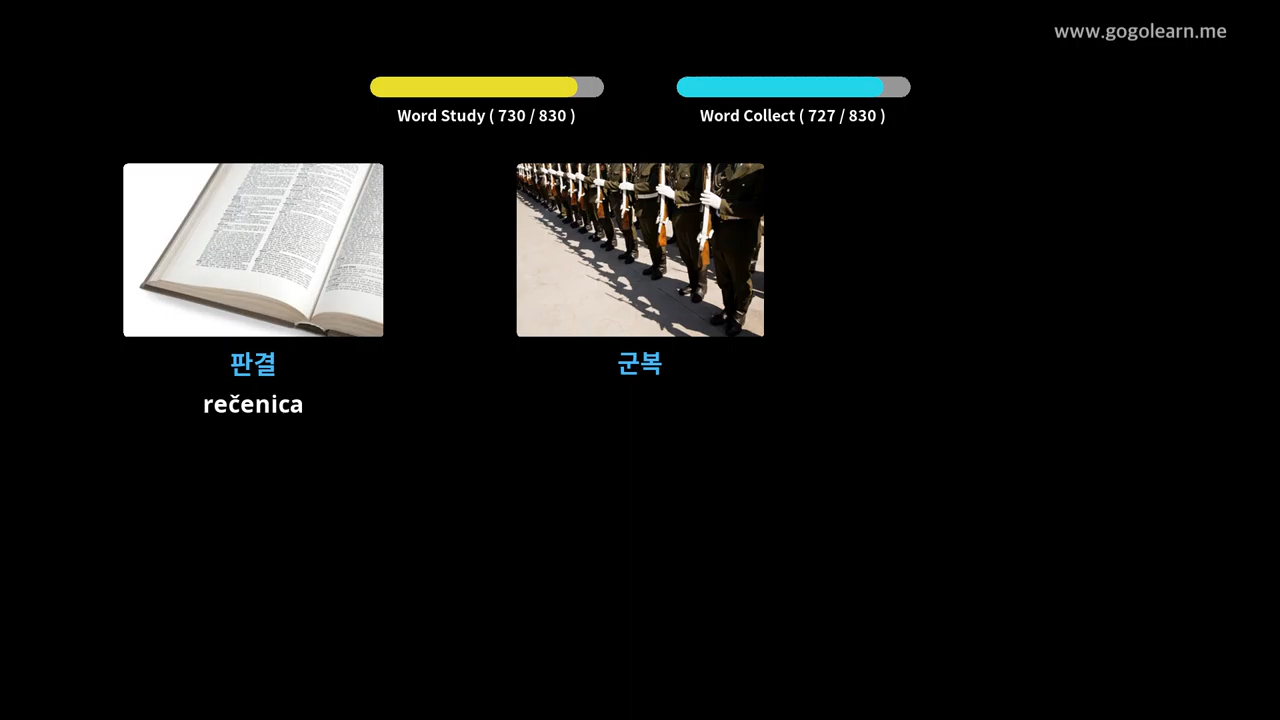 www.gogolearn.me
Word Study ( 730 / 830 )
Word Collect ( 727 / 830 )
판결
군복
rečenica